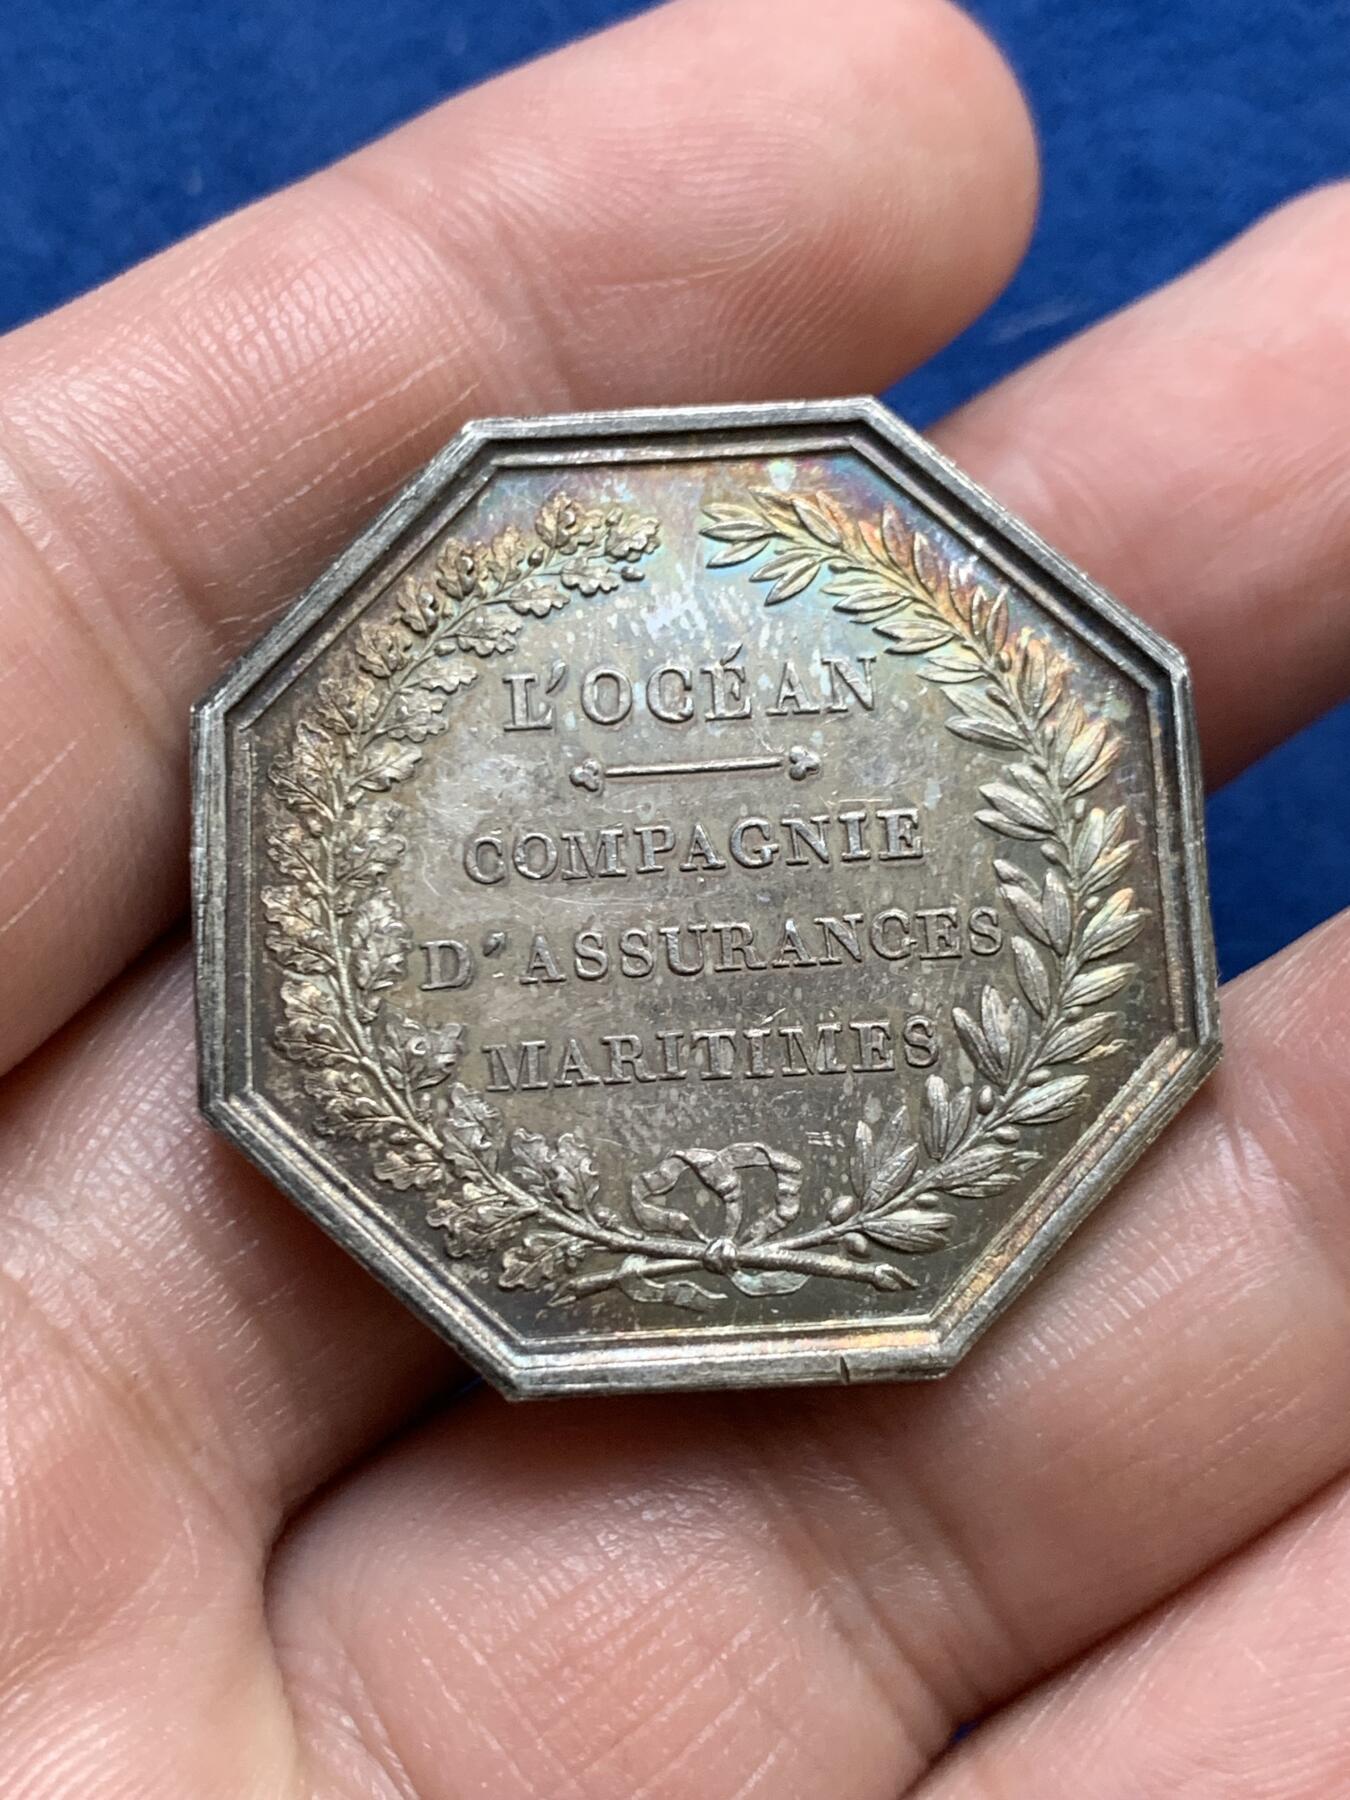 L'OCÉAN
COMPAGNIE
D'ASSURANCES
MARITIMES